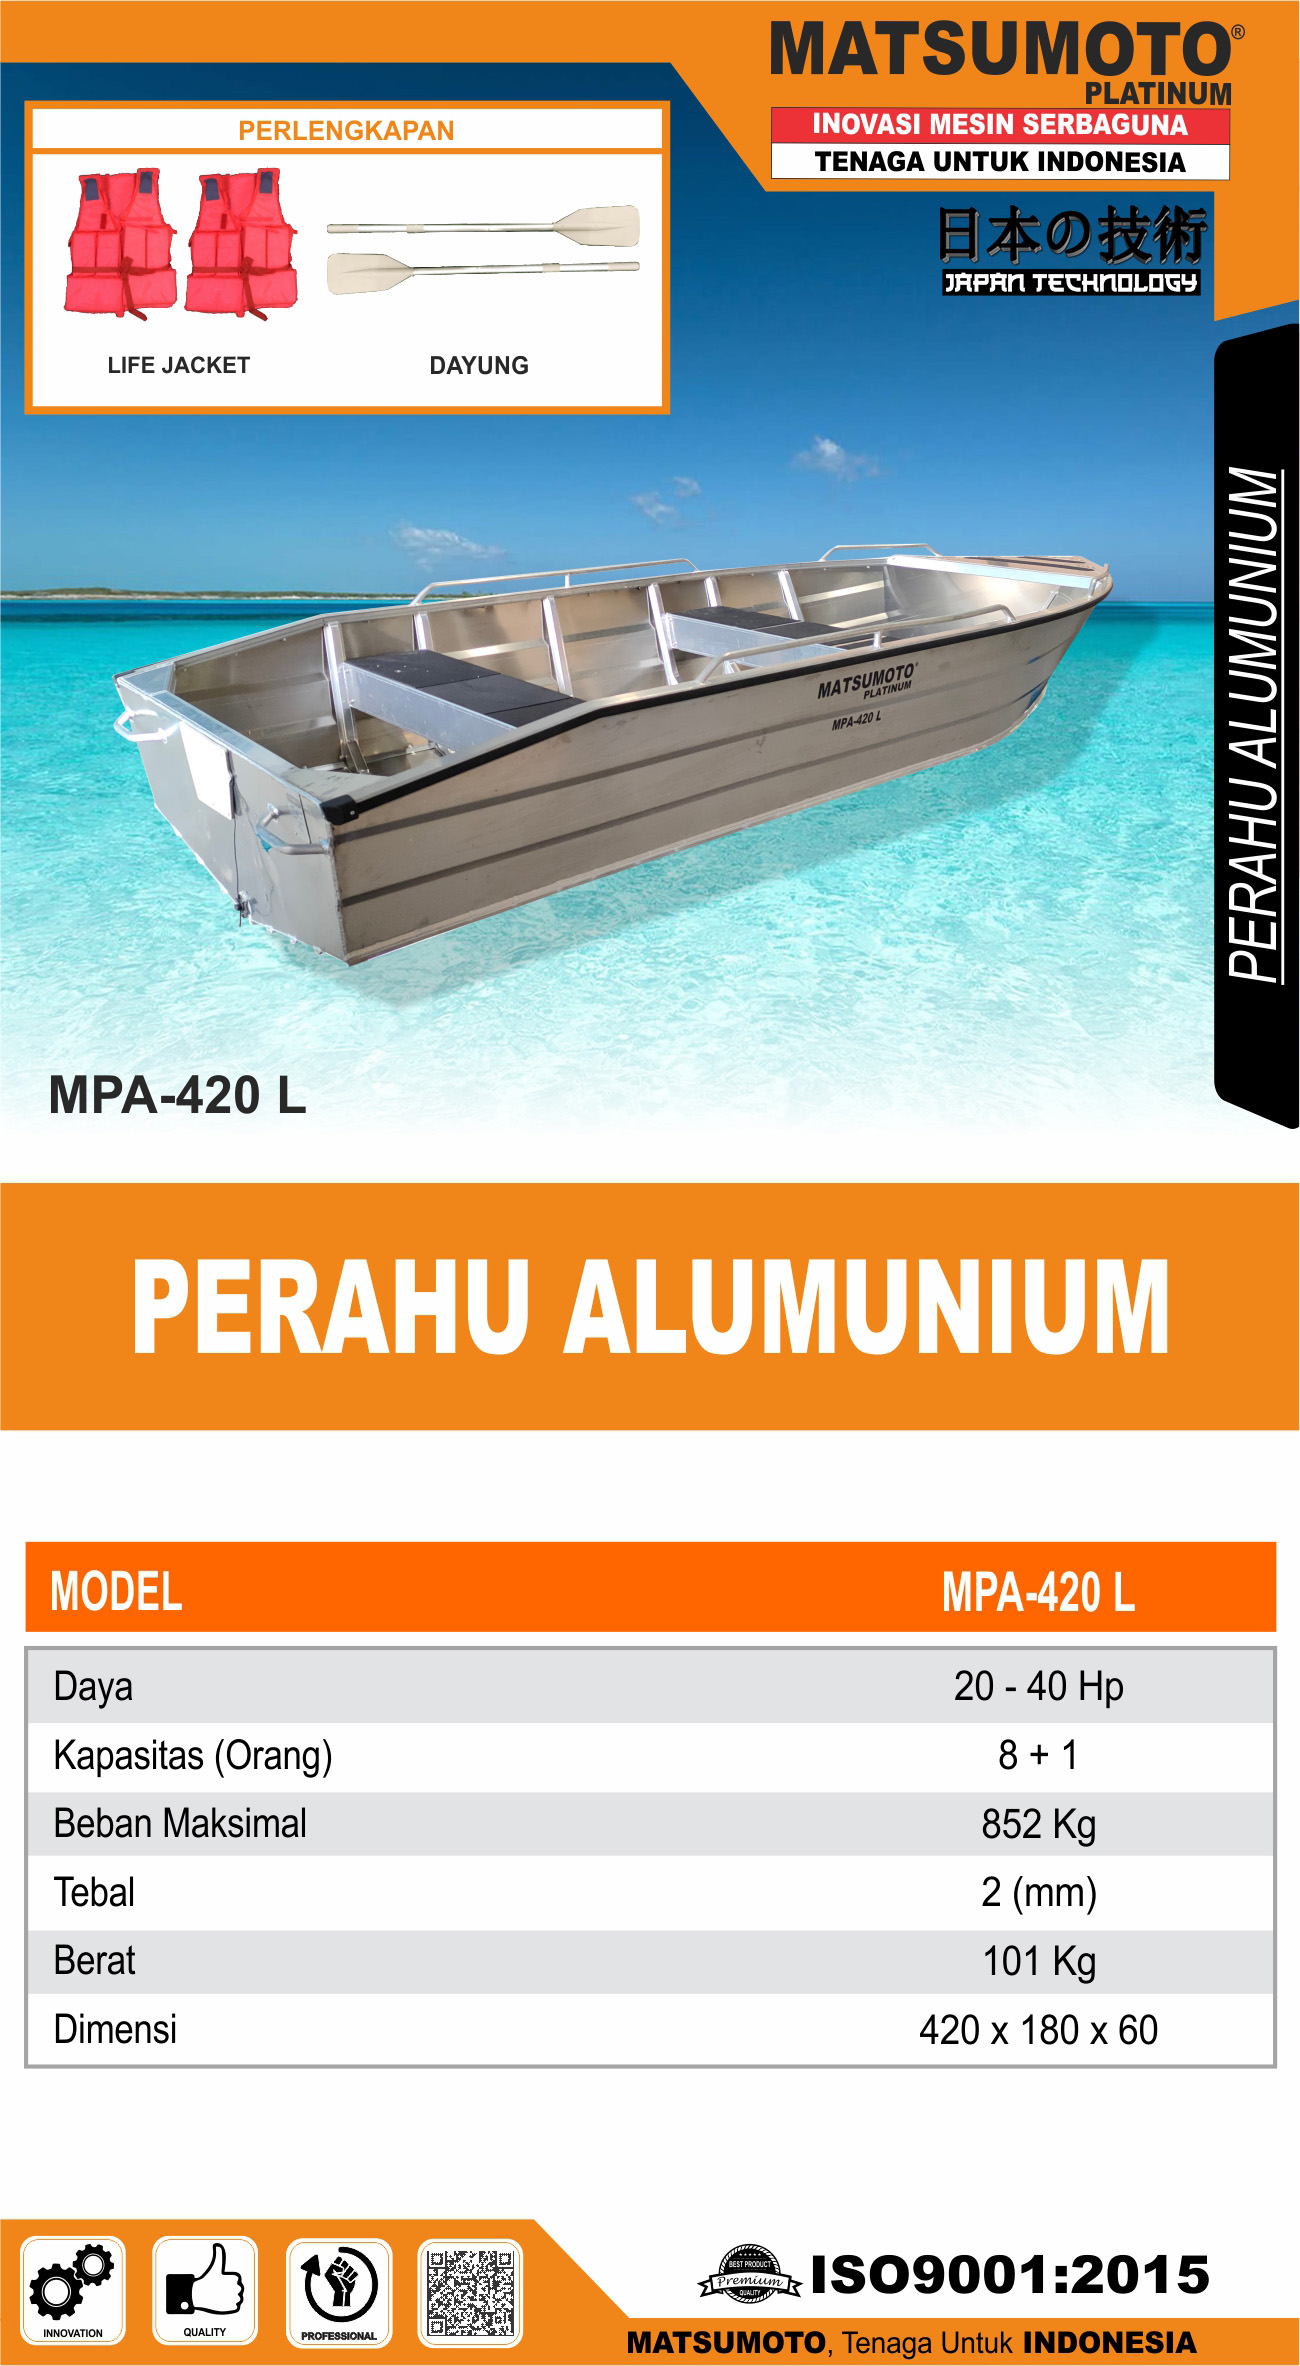 MATSUMOTO®
PLATINUM
INOVASI MESIN SERBAGUNA
TENAGA UNTUK INDONESIA
日本の技術
JAPAN TECHNOLOGY
PERLENGKAPAN
LIFE JACKET
DAYUNG
PERAHU ALUMUNIUM
MATSUMOTO®
PLATINUM
MPA-420 L
MPA-420 L
PERAHU ALUMUNIUM
MODEL MPA-420 L
Daya 20 - 40 Hp
Kapasitas (Orang) 8 + 1
Beban Maksimal 852 Kg
Tebal 2 (mm)
Berat 101 Kg
Dimensi 420 x 180 x 60
INNOVATION
QUALITY
PROFESSIONAL
BEST PRODUCT
Premium
QUALITY
ISO9001:2015
MATSUMOTO, Tenaga Untuk INDONESIA